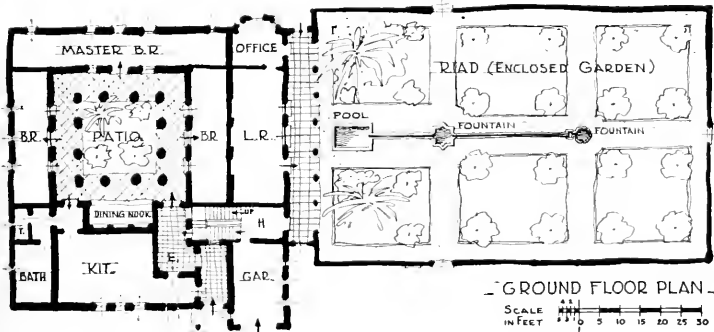 MASTER B.R.
OFFICE
RIAD (ENCLOSED GARDEN)
POOL
FOUNTAIN
FOUNTAIN
B.R.
PATIO
B.R.
L.R.
DINING NOOK
UP
H
T.
E.
BATH
KIT.
GAR.
GROUND FLOOR PLAN
SCALE
IN FEET
0 5 10 15 20 25 30